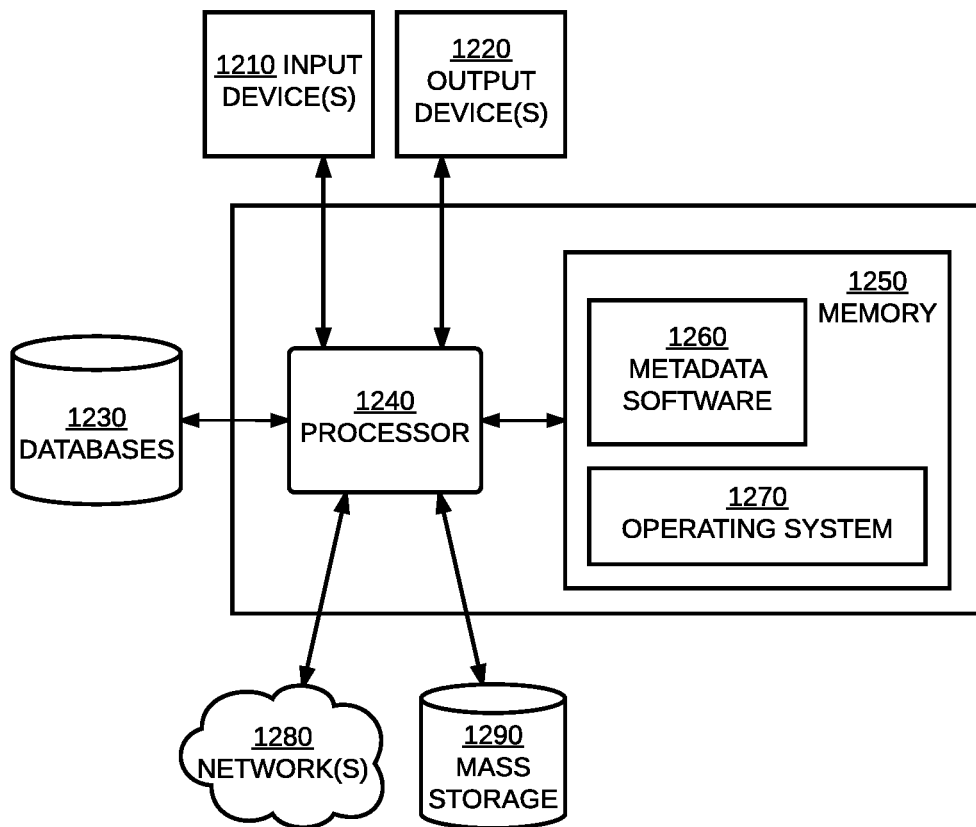 1210 INPUT
DEVICE(S)
1220
OUTPUT
DEVICE(S)
1250
MEMORY
1260
METADATA
SOFTWARE
1230
DATABASES
1240
PROCESSOR
1270
OPERATING SYSTEM
1280
NETWORK(S)
1290
MASS
STORAGE